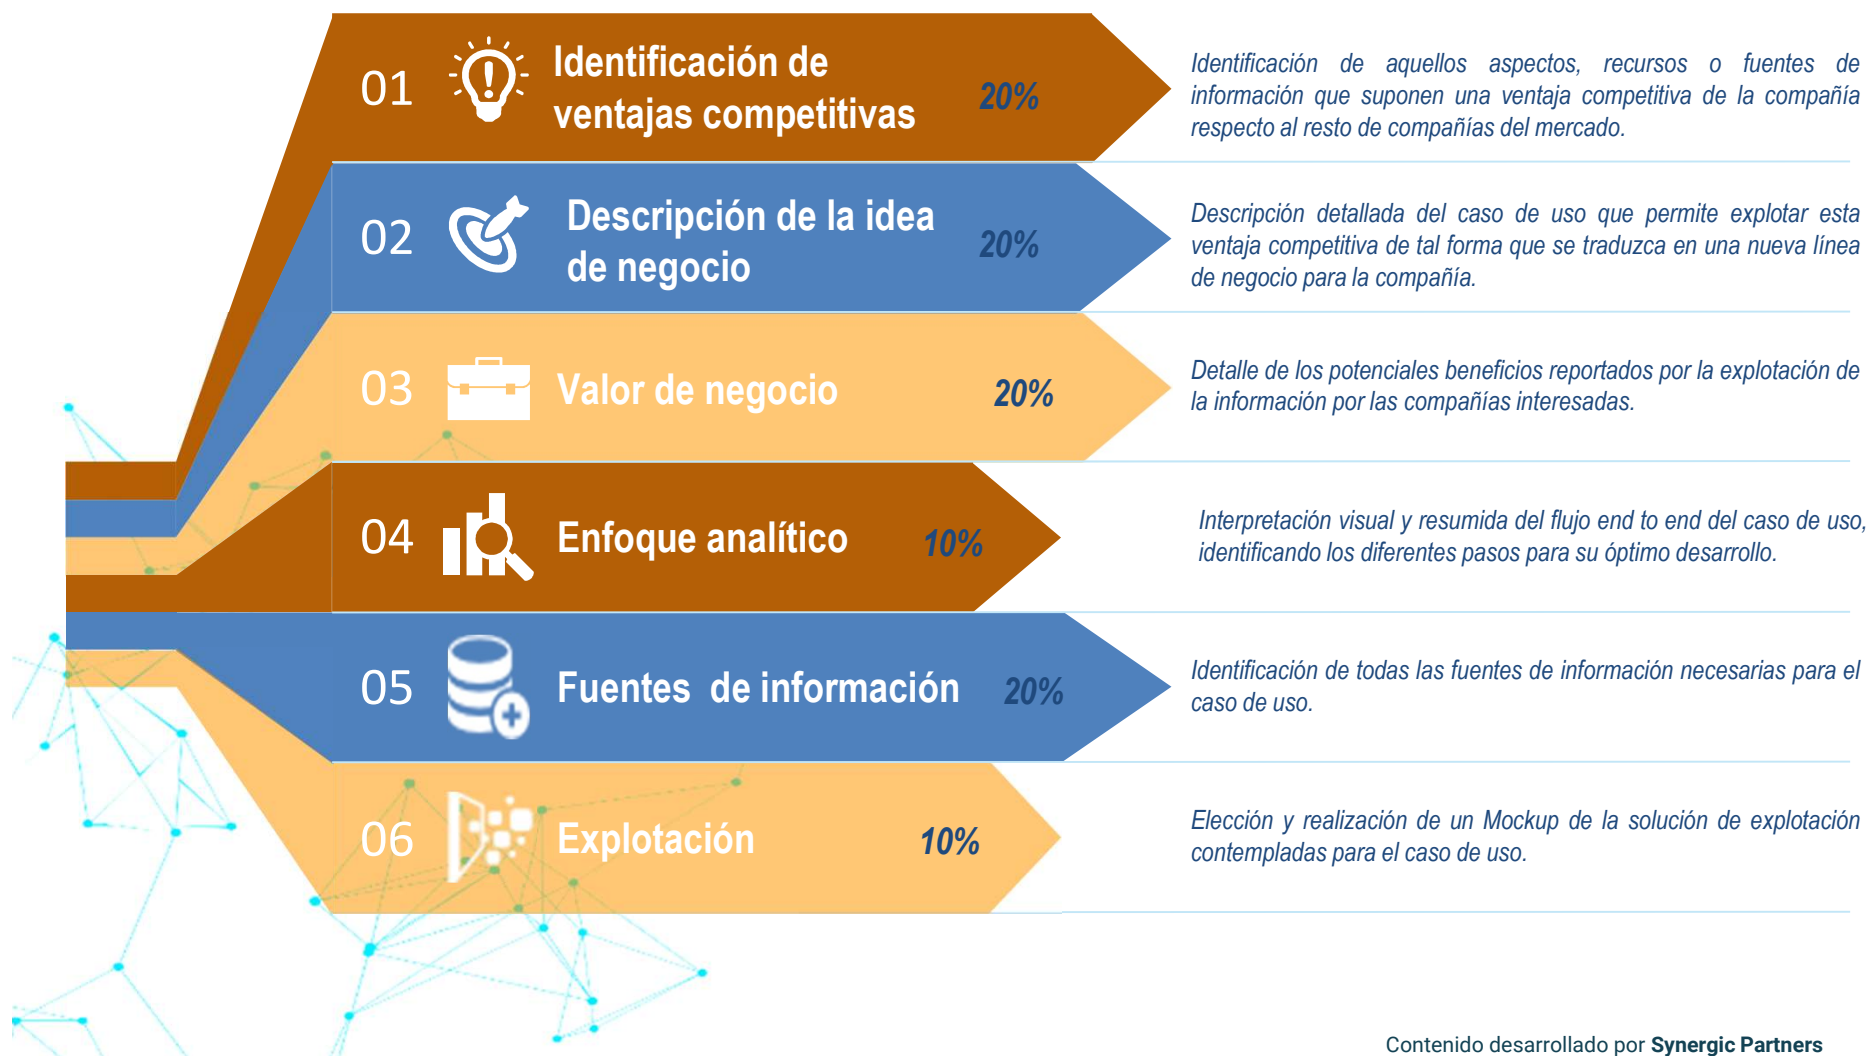 01
Identificación de
ventajas competitivas
20%
Identificación de aquellos aspectos, recursos o fuentes de
información que suponen una ventaja competitiva de la compañía
respecto al resto de compañías del mercado.
02
Descripción de la idea
de negocio
20%
Descripción detallada del caso de uso que permite explotar esta
ventaja competitiva de tal forma que se traduzca en una nueva línea
de negocio para la compañía.
03
Valor de negocio
20%
Detalle de los potenciales beneficios reportados por la explotación de
la información por las compañías interesadas.
04
Enfoque analítico
10%
Interpretación visual y resumida del flujo end to end del caso de uso,
identificando los diferentes pasos para su óptimo desarrollo.
05
Fuentes de información
20%
Identificación de todas las fuentes de información necesarias para el
caso de uso.
06
Explotación
10%
Elección y realización de un Mockup de la solución de explotación
contempladas para el caso de uso.
Contenido desarrollado por Synergic Partners